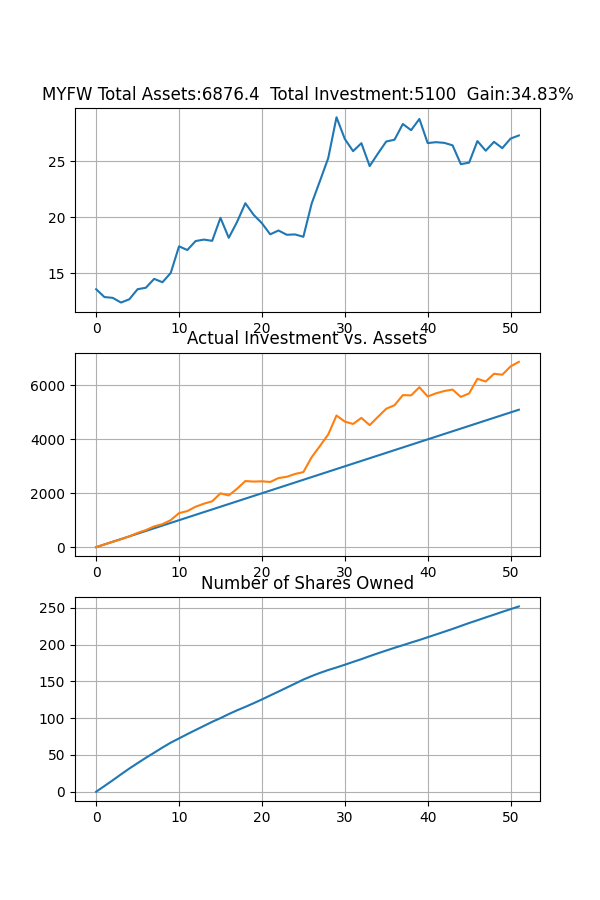 MYFW Total Assets:6876.4  Total Investment:5100  Gain:34.83%
25
20
15
0 10 20 30 40 50
Actual Investment vs. Assets
6000
4000
2000
0
0 10 20 30 40 50
Number of Shares Owned
250
200
150
100
50
0
0 10 20 30 40 50